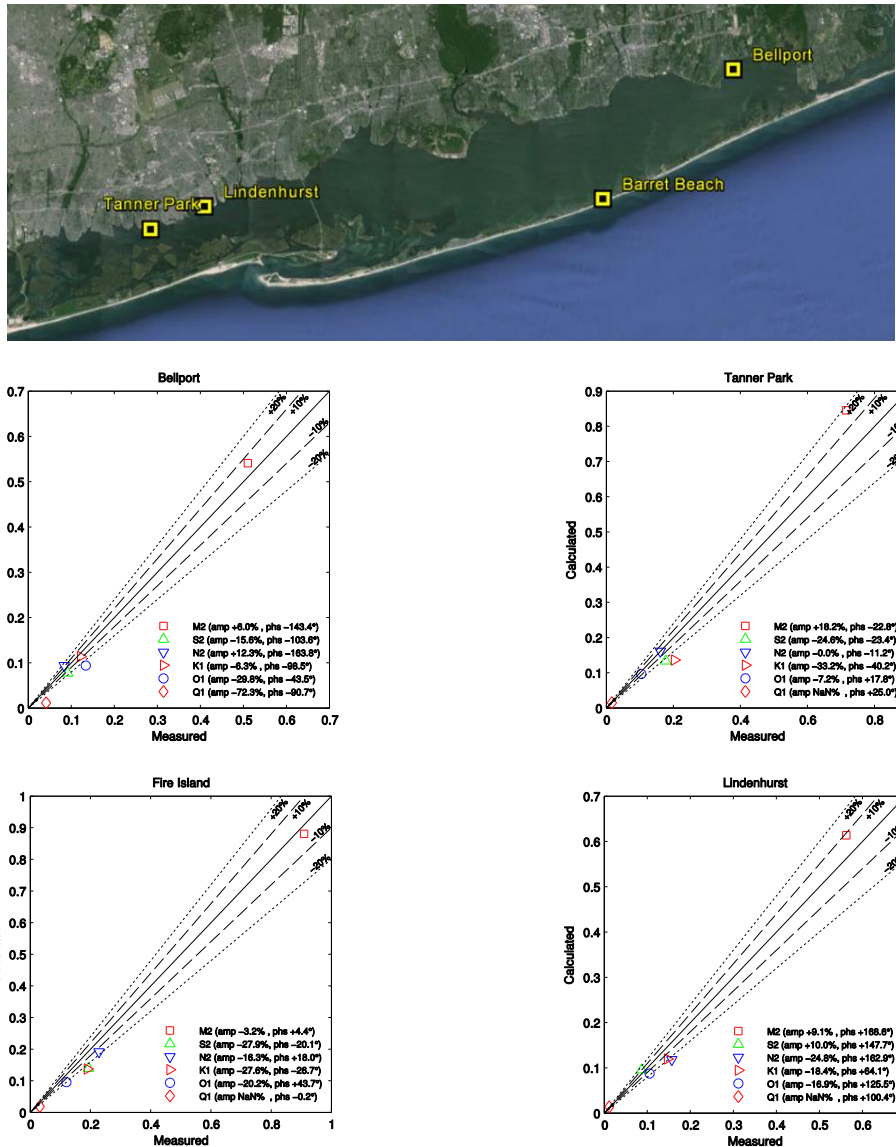 Bellport
Barret Beach
Lindenhurst
Tanner Park
Bellport
0.7
0.6
0.5
0.4
0.3
0.2
0.1
0
+20%
+10%
−10%
−20%
M2 (amp +6.0% , phs −143.4°)
S2 (amp −15.6% , phs −103.6°)
N2 (amp +12.3% , phs −163.8°)
K1 (amp −6.3% , phs −98.5°)
O1 (amp −29.8% , phs −43.5°)
Q1 (amp −72.3% , phs −90.7°)
0 0.1 0.2 0.3 0.4 0.5 0.6 0.7
Measured
Tanner Park
0.9
0.8
0.7
0.6
0.5
0.4
0.3
0.2
0.1
0
Calculated
+20%
+10%
−10
−20
M2 (amp +18.2% , phs −22.8°)
S2 (amp −24.6% , phs −23.4°)
N2 (amp −0.0% , phs −11.2°)
K1 (amp −33.2% , phs −40.2°)
O1 (amp −7.2% , phs +17.8°)
Q1 (amp NaN% , phs +25.0°)
0 0.2 0.4 0.6 0.8
Measured
Fire Island
1
0.9
0.8
0.7
0.6
0.5
0.4
0.3
0.2
0.1
0
+20%
+10%
−10%
−20%
M2 (amp −3.2% , phs +4.4°)
S2 (amp −27.9% , phs −20.1°)
N2 (amp −16.3% , phs +18.0°)
K1 (amp −27.6% , phs −26.7°)
O1 (amp −20.2% , phs +43.7°)
Q1 (amp NaN% , phs −0.2°)
0 0.2 0.4 0.6 0.8 1
Measured
Lindenhurst
0.7
0.6
0.5
0.4
0.3
0.2
0.1
0
Calculated
+20%
+10%
−10
−20
M2 (amp +9.1% , phs +168.6°)
S2 (amp +10.0% , phs +147.7°)
N2 (amp −24.8% , phs +162.9°)
K1 (amp −18.4% , phs +64.1°)
O1 (amp −16.9% , phs +125.5°)
Q1 (amp NaN% , phs +100.4°)
0 0.1 0.2 0.3 0.4 0.5 0.6
Measured